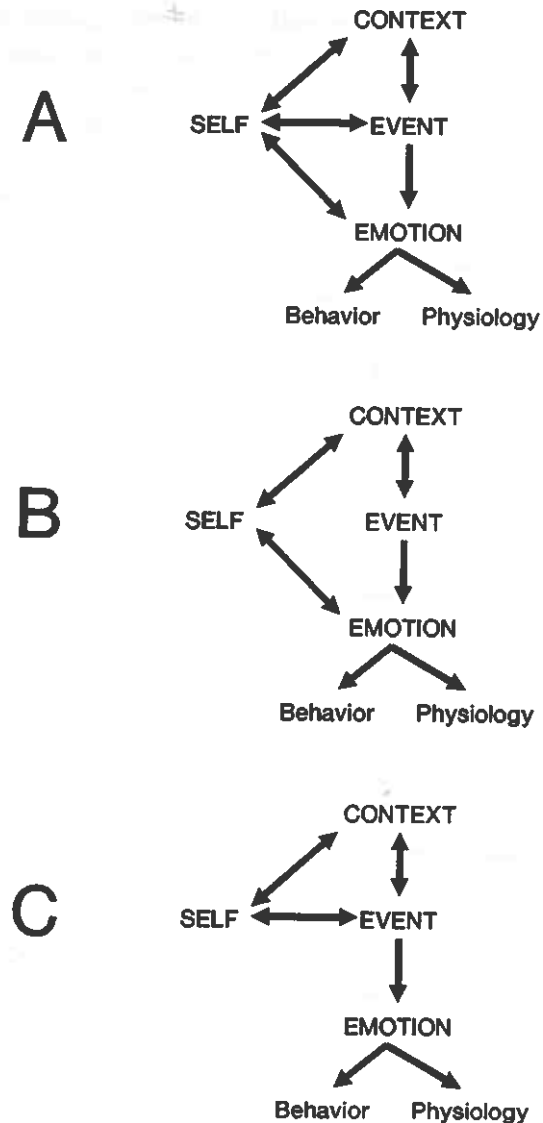 CONTEXT
A
SELF
EVENT
EMOTION
Behavior Physiology
CONTEXT
B
SELF
EVENT
EMOTION
Behavior Physiology
CONTEXT
C
SELF
EVENT
EMOTION
Behavior Physiology